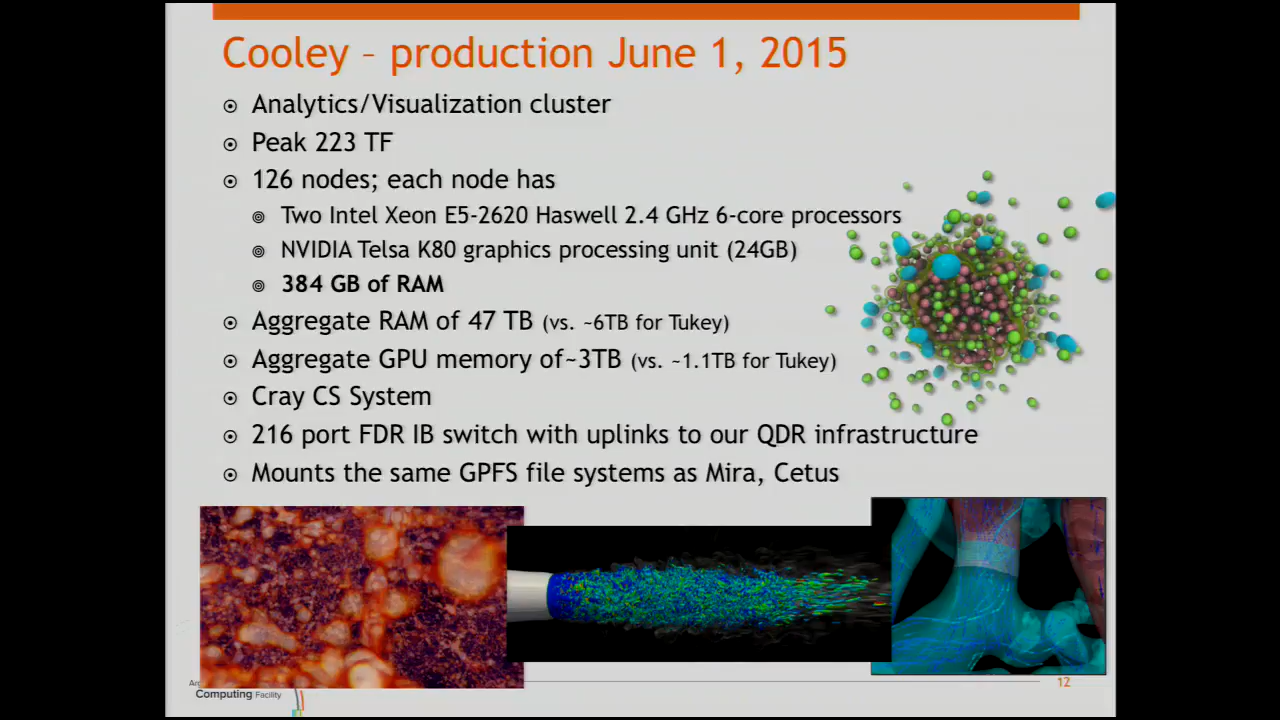 Cooley – production June 1, 2015
Analytics/Visualization cluster
Peak 223 TF
126 nodes; each node has
Two Intel Xeon E5-2620 Haswell 2.4 GHz 6-core processors
NVIDIA Telsa K80 graphics processing unit (24GB)
384 GB of RAM
Aggregate RAM of 47 TB (vs. ~6TB for Tukey)
Aggregate GPU memory of~3TB (vs. ~1.1TB for Tukey)
Cray CS System
216 port FDR IB switch with uplinks to our QDR infrastructure
Mounts the same GPFS file systems as Mira, Cetus
Computing Facility
12